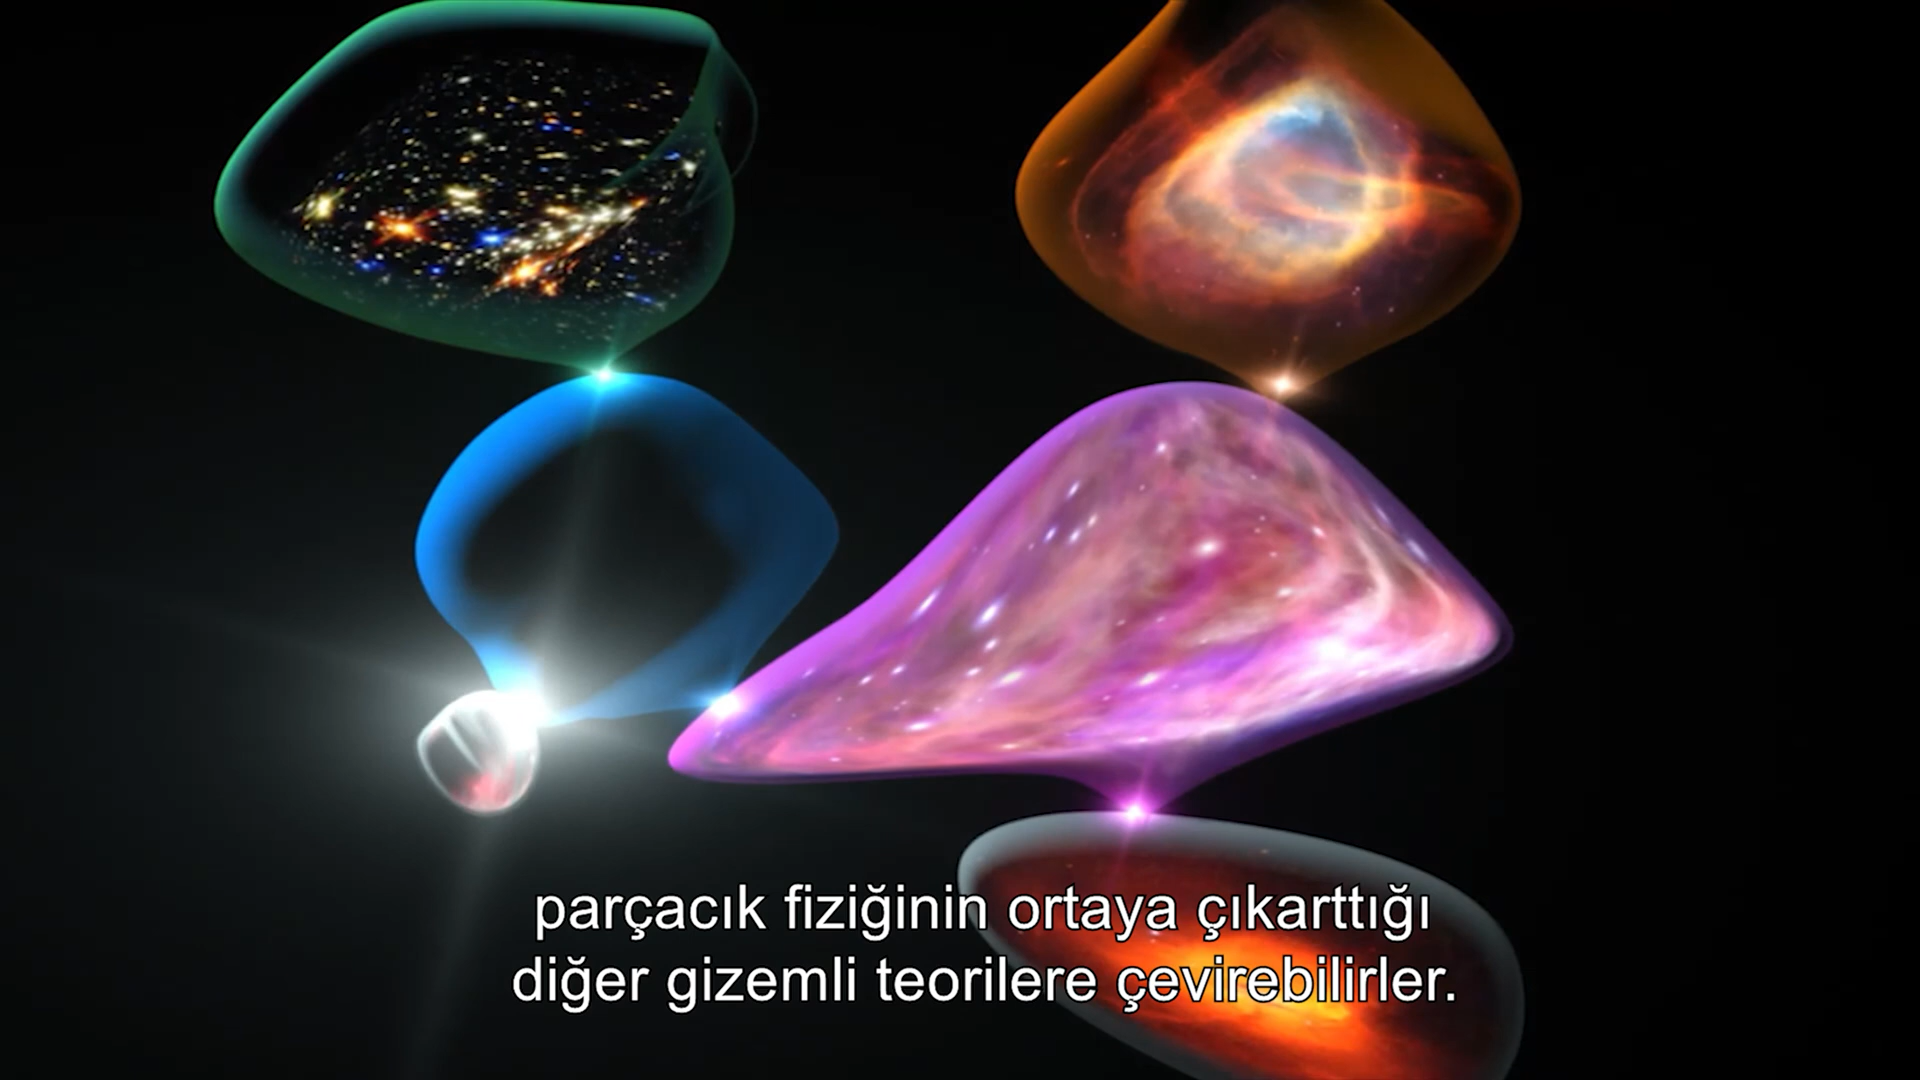 parçacık fiziğinin ortaya çıkarttığı
diğer gizemli teorilere çevirebilirler.